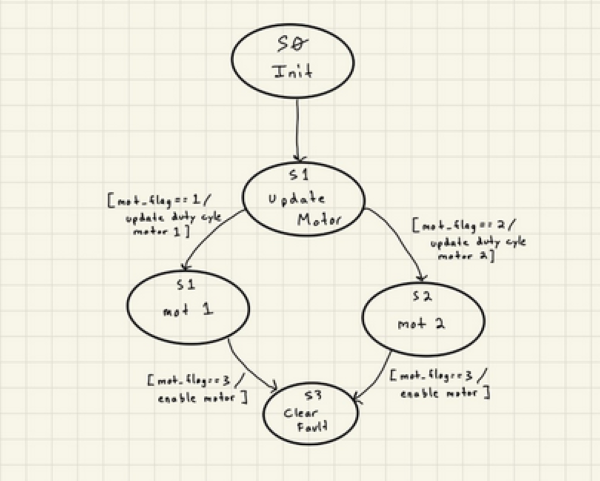 S0
Init
S1
update
Motor
[mot_flag == 1 /
update duty cyle
motor 1]
[mot_flag == 2 /
update duty cyle
motor 2]
S1
mot 1
S2
mot 2
[mot_flag==3 /
enable motor]
[mot_flag==3 /
enable motor]
S3
Clear
Fault